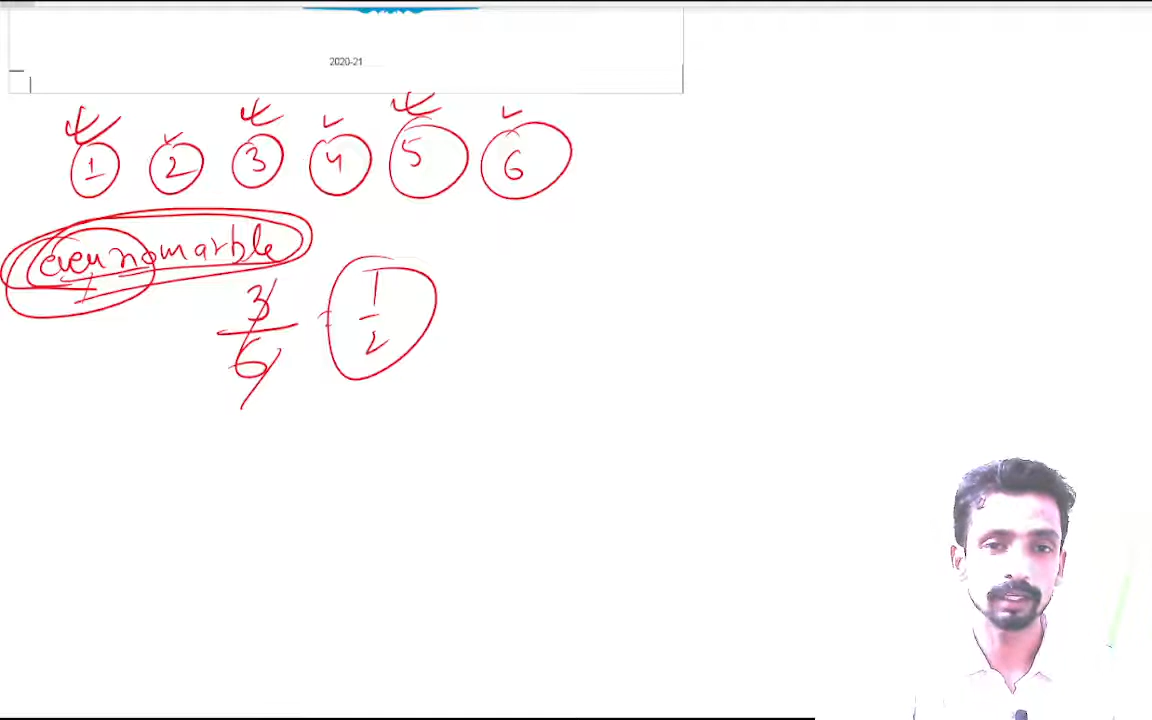 2020-21
1 2 3 4 5 6
even no marble
3/6 = 1/2